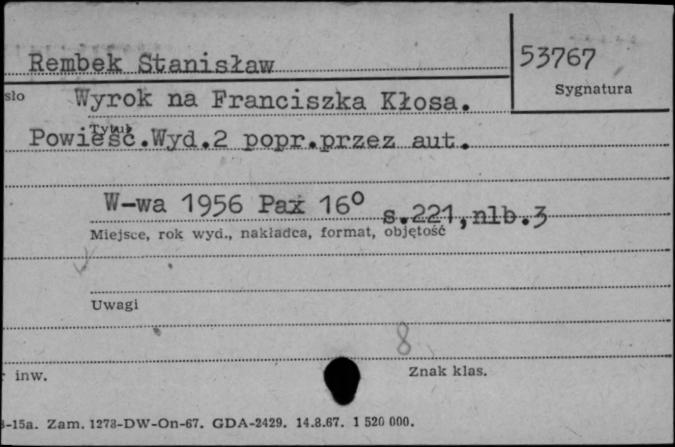 Rembek Stanisław
53767
Sygnatura
sło Wyrok na Franciszka Kłosa.
Tytuł
Powieść.Wyd.2 popr.przez aut.
W-wa 1956 Pax 16° s.221,nlb.3
Miejsce, rok wyd., nakładca, format, objętość
Uwagi
8
r inw.
Znak klas.
-15a. Zam. 1273-DW-On-67. GDA-2429. 14.8.67. 1 520 000.